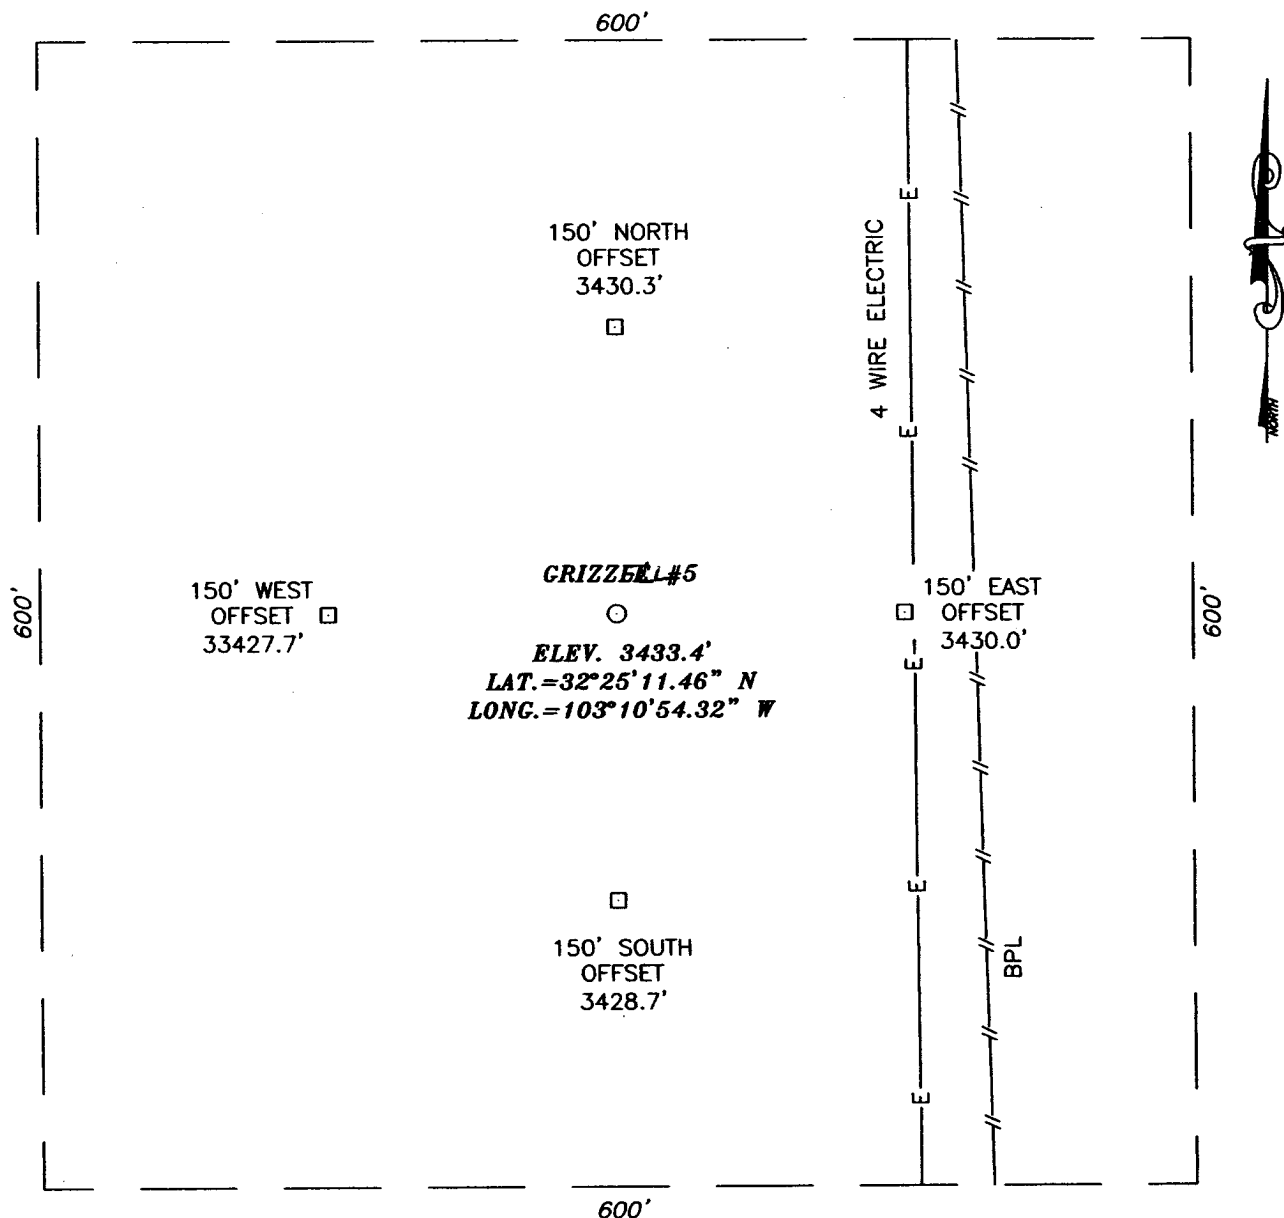 600'
150' NORTH
OFFSET
3430.3'
4 WIRE ELECTRIC
E
E
NORTH
600'
150' WEST
OFFSET
33427.7'
#5
ELEV. 3433.4'
LAT.=32°25'11.46" N
LONG.=103°10'54.32" W
150' EAST
OFFSET
3430.0'
600'
E
E
E
150' SOUTH
OFFSET
3428.7'
BPL
600'